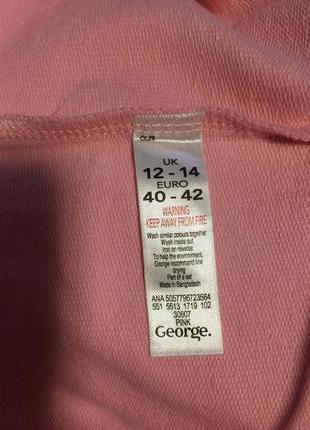 UK
12 - 14
EURO
40 - 42
WARNING
KEEP AWAY FROM FIRE
Wash similar colours together
Wash inside out
Iron on reverse
To help the environment,
George recommend line
drying
Part of a set
Made in Bangladesh
ANA 5057796723564
551 5513 1719 102
30607
PINK
George.